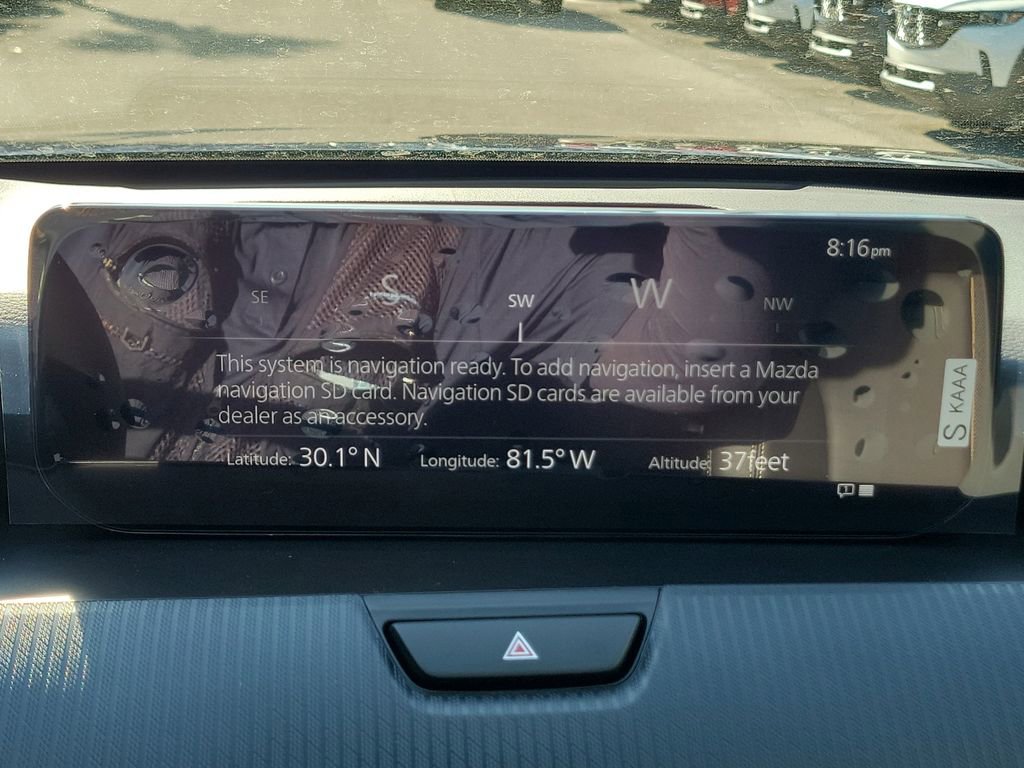 8:16pm
SE S SW W NW
This system is navigation ready. To add navigation, insert a Mazda
navigation SD card. Navigation SD cards are available from your
dealer as an accessory.
Latitude: 30.1° N Longitude: 81.5° W Altitude: 37feet
S KAAA